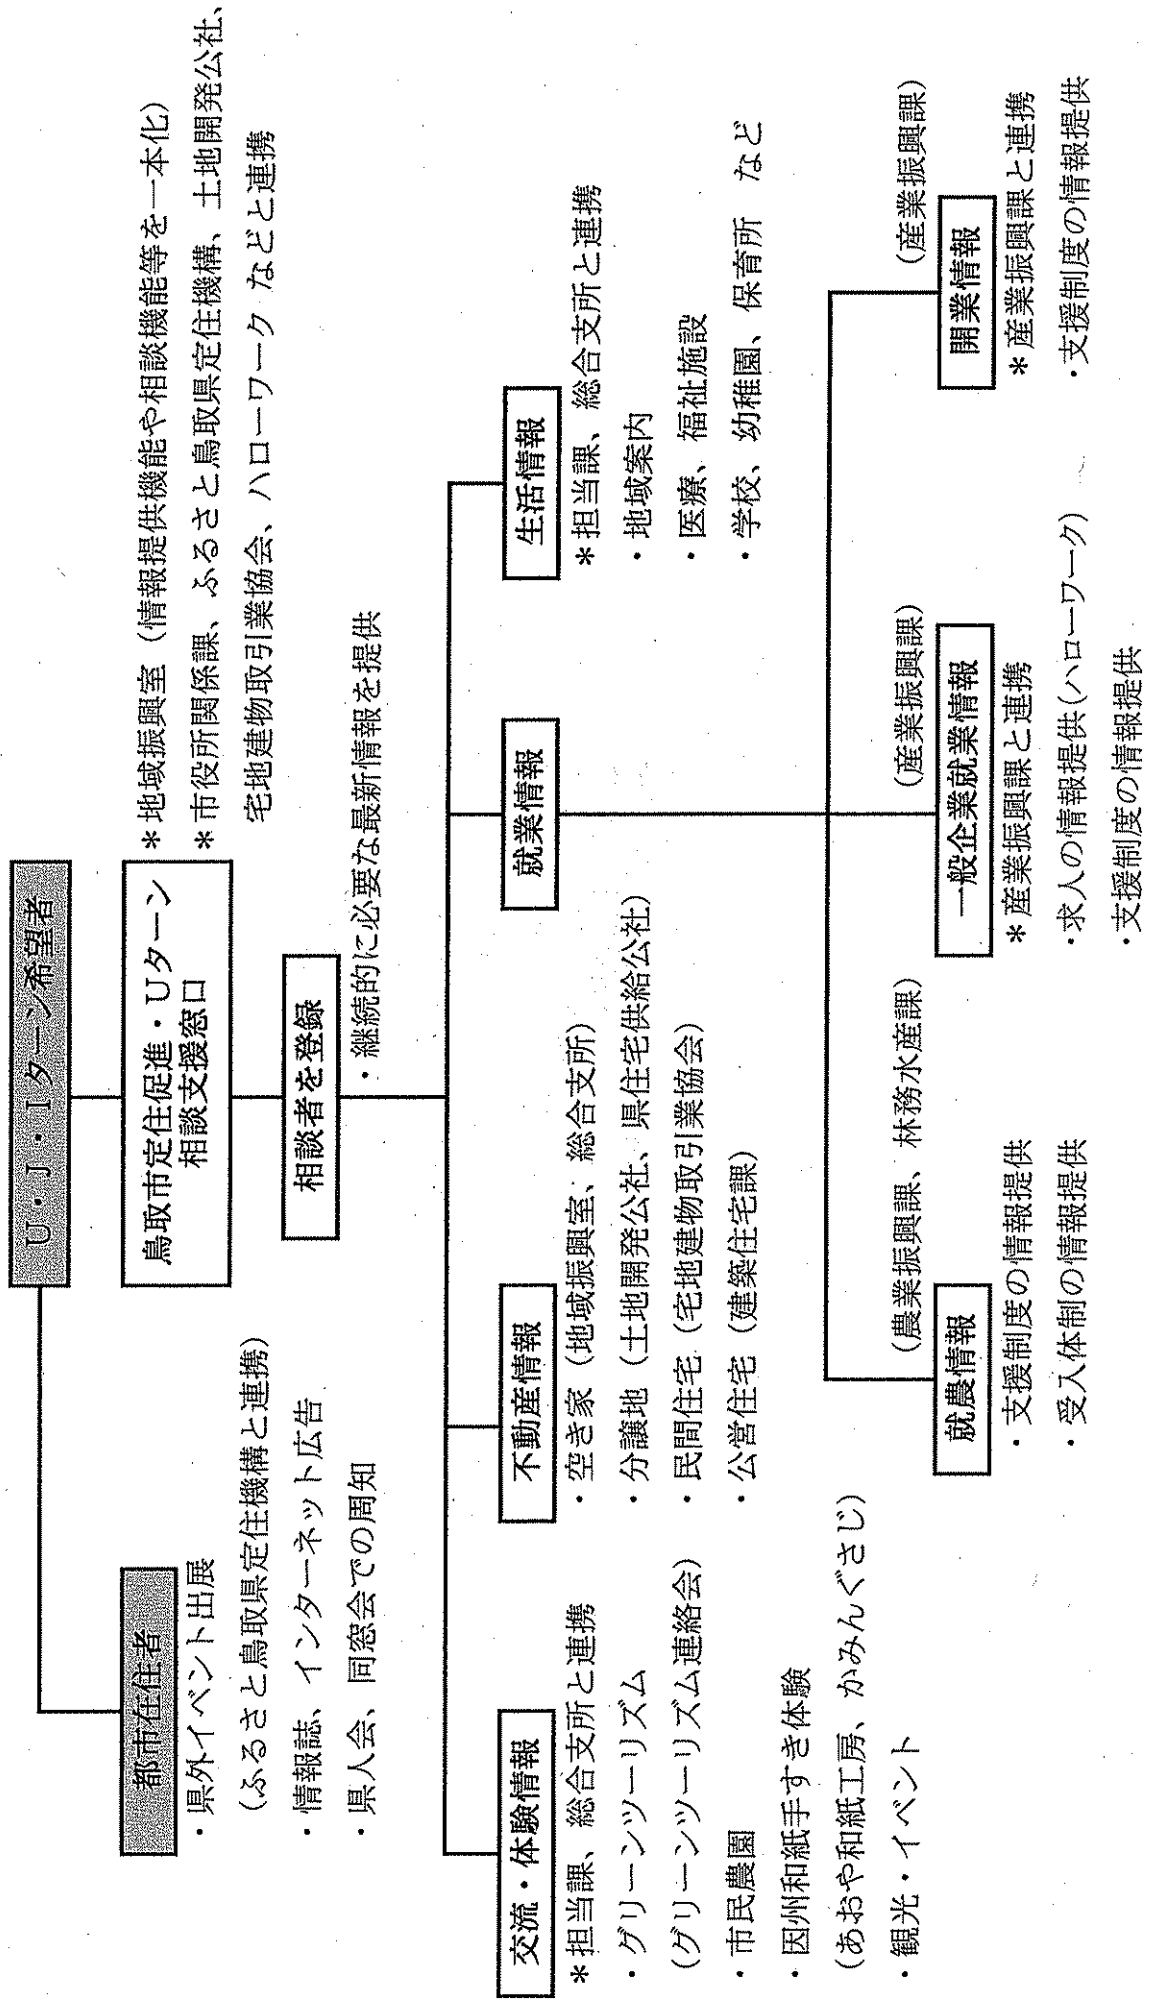 U・J・Iターン希望者
都市在住者
・県外イベント出展
(ふるさと鳥取県定住機構と連携)
・情報誌、インターネット広告
・県人会、同窓会での周知
鳥取市定住促進・Uターン
相談支援窓口
*地域振興室（情報提供機能や相談機能等を一本化）
*市役所関係課、ふるさと鳥取県定住機構、土地開発公社、
宅地建物取引業協会、ハローワーク などと連携
相談者を登録
・継続的に必要な最新情報を提供
交流・体験情報
*担当課、総合支所と連携
・グリーンツーリズム
(グリーンツーリズム連絡会)
・市民農園
・因州和紙手すき体験
(あおや和紙工房、かみんぐさじ)
・観光・イベント
不動産情報
・空き家（地域振興室、総合支所）
・分譲地（土地開発公社、県住宅供給公社）
・民間住宅（宅地建物取引業協会）
・公営住宅（建築住宅課）
就業情報
生活情報
*担当課、総合支所と連携
・地域案内
・医療、福祉施設
・学校、幼稚園、保育所 など
(農業振興課、林務水産課)
就農情報
・支援制度の情報提供
・受入体制の情報提供
(産業振興課)
一般企業就業情報
*産業振興課と連携
・求人の情報提供(ハローワーク)
・支援制度の情報提供
(産業振興課)
開業情報
*産業振興課と連携
・支援制度の情報提供